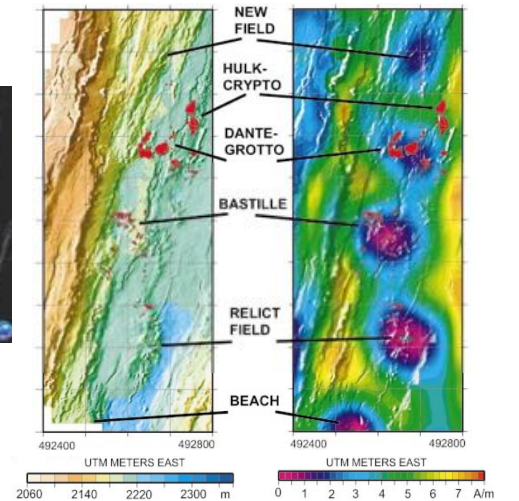 NEW
FIELD
HULK-
CRYPTO
DANTE-
GROTTO
BASTILLE
RELICT
FIELD
BEACH
492400 492800 492400 492800
UTM METERS EAST UTM METERS EAST
2060 2140 2220 2300 m 0 1 2 3 4 5 6 7 A/m